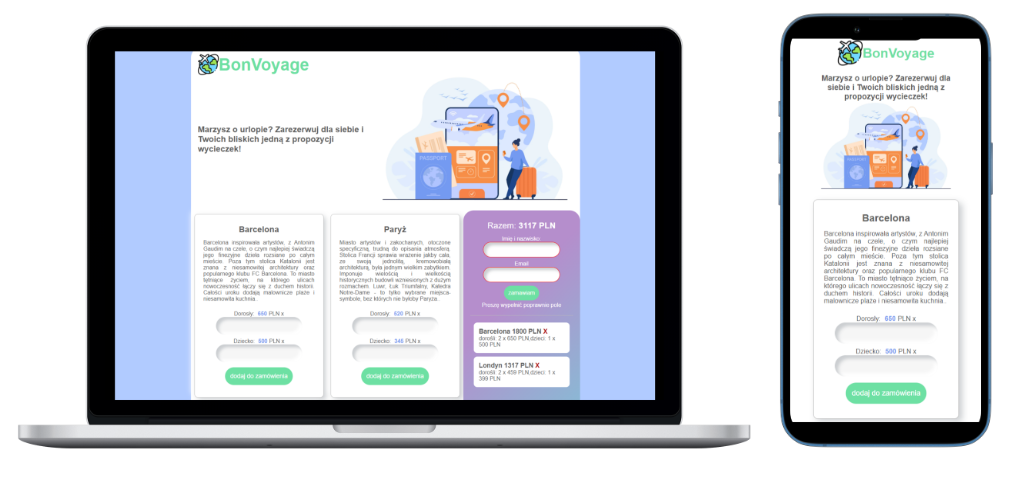 BonVoyage
Marzysz o urlopie? Zarezerwuj dla siebie i
Twoich bliskich jedną z propozycji
wycieczek!
PASSPORT
Barcelona
Barcelona inspirowała artystów, z Antonim
Gaudim na czele, o czym najlepiej świadczą
jego finezyjne dzieła rozsiane po całym
mieście. Poza tym stolica Katalonii jest
znana z niesamowitej architektury oraz
popularnego klubu FC Barcelona. To miasto
tętniące życiem, na którego ulicach
nowoczesność łączy się z duchem historii.
Całości uroku dodają malownicze plaże i
niesamowita kuchnia .
Dorosły: 650 PLN x
Dziecko: 500 PLN x
dodaj do zamówienia
Paryż
Miasto artystów i zakochanych, otoczone
specyficzną, trudną do opisania atmosferą.
Stolica Francji sprawia wrażenie jakby cała,
ze swoją jednolitą, kremowobiałą
architekturą, była jednym wielkim zabytkiem.
Imponuje wielością i wielkością
historycznych budowli wzniesionych z dużym
rozmachem. Luwr, Łuk Triumfalny, Katedra
Notre-Dame - to tylko wybrane miejsca-
symbole, bez których nie byłoby Paryża.
Dorosły: 620 PLN x
Dziecko: 346 PLN x
dodaj do zamówienia
Razem: 3117 PLN
Imię i nazwisko:
Email:
zamawiam
Proszę wypełnić poprawnie pole
Barcelona 1800 PLN X
dorośli: 2 x 650 PLN,dzieci: 1 x
500 PLN
Londyn 1317 PLN X
dorośli: 2 x 459 PLN,dzieci: 1 x
399 PLN
BonVoyage
Marzysz o urlopie? Zarezerwuj dla
siebie i Twoich bliskich jedną z
propozycji wycieczek!
PASSPORT
Barcelona
Barcelona inspirowała artystów, z Antonim
Gaudim na czele, o czym najlepiej
świadczą jego finezyjne dzieła rozsiane
po całym mieście. Poza tym stolica
Katalonii jest znana z niesamowitej
architektury oraz popularnego klubu FC
Barcelona. To miasto tętniące życiem, na
którego ulicach nowoczesność łączy się z
duchem historii. Całości uroku dodają
malownicze plaże i niesamowita kuchnia .
Dorosły: 650 PLN x
Dziecko: 500 PLN x
dodaj do zamówienia